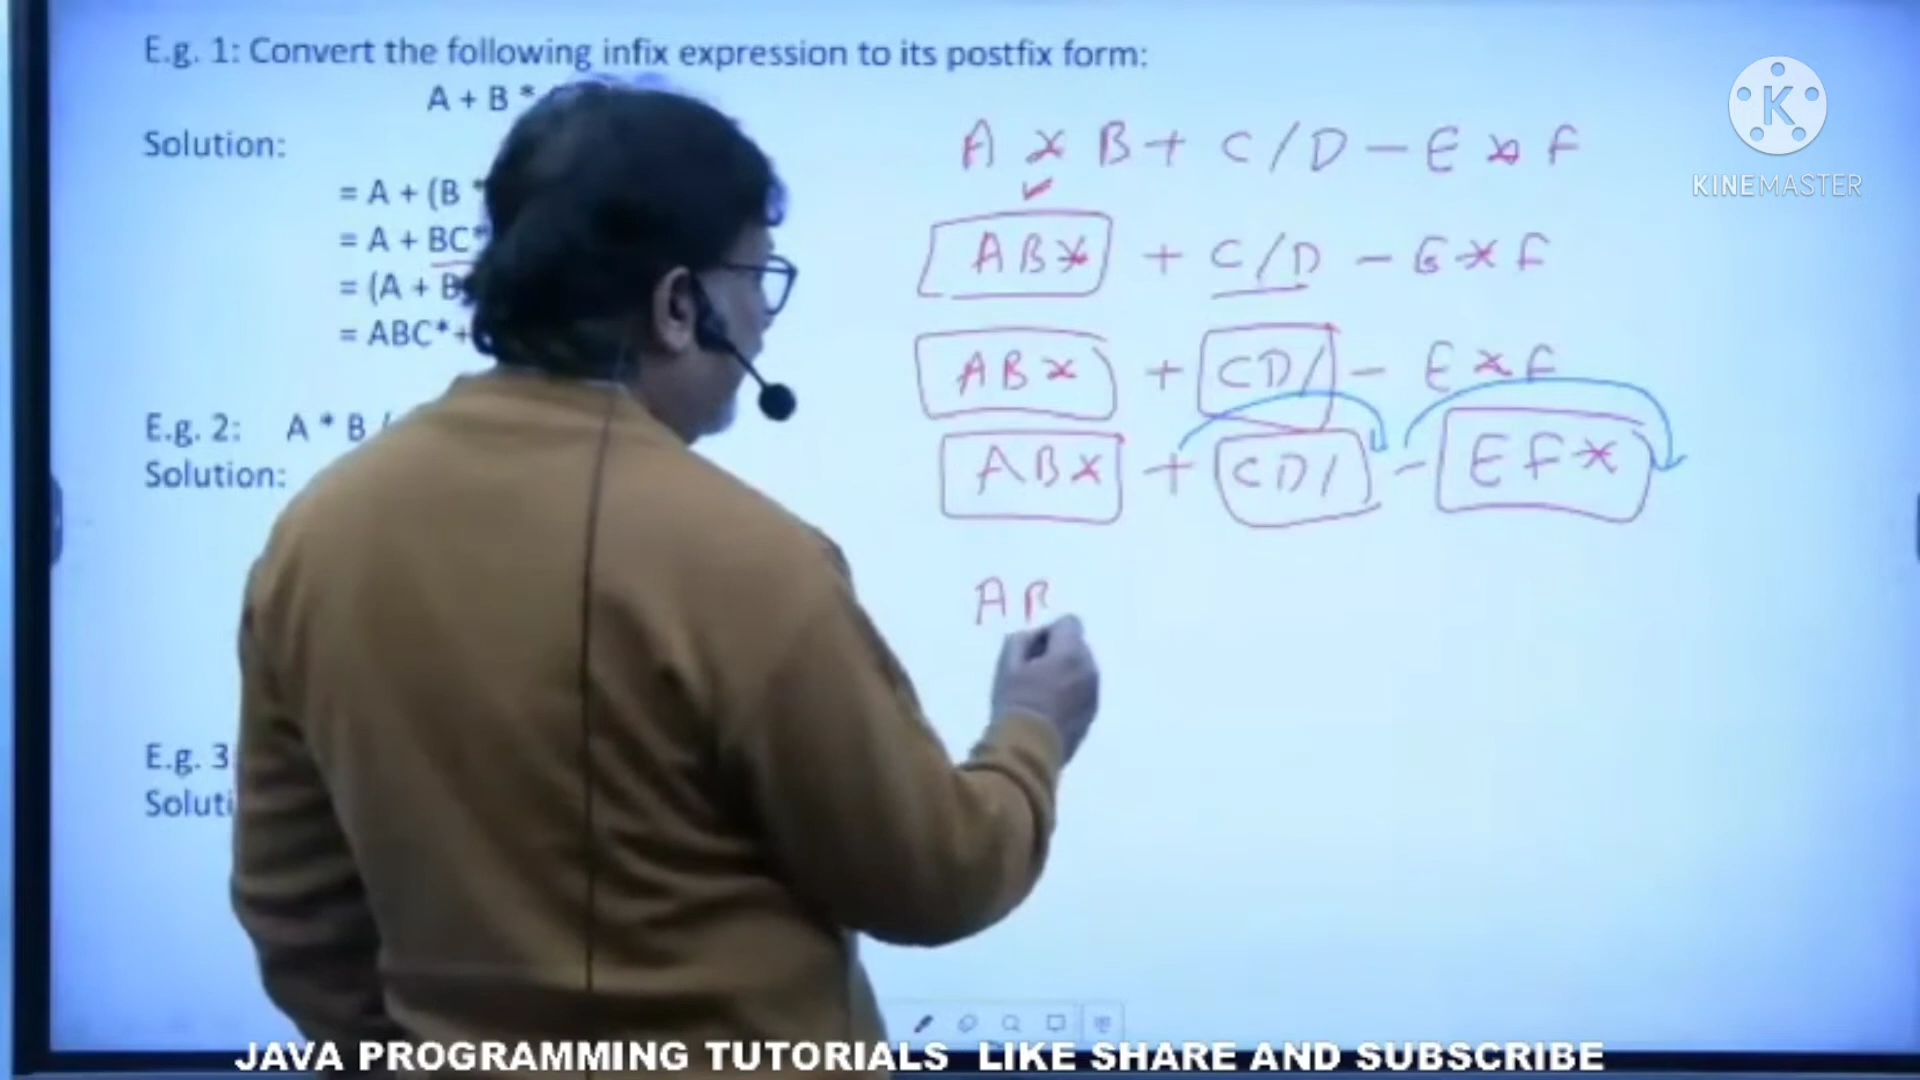 E.g. 1: Convert the following infix expression to its postfix form:
A + B *
Solution:
= A + (B *
= A + BC*
= (A + B
= ABC*+
E.g. 2: A * B /
Solution:
E.g. 3
Soluti
A * B + C / D - E * F
AB* + C/D - E * F
AB* + CD/ - E * F
AB* + CD/ - EF*
AB
K
KINEMASTER
JAVA PROGRAMMING TUTORIALS LIKE SHARE AND SUBSCRIBE